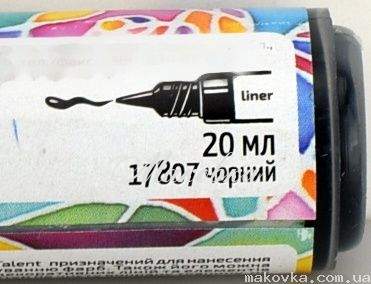 liner
20 мл
17807 чорний
Talent призначений для нанесення
makovka.com.ua